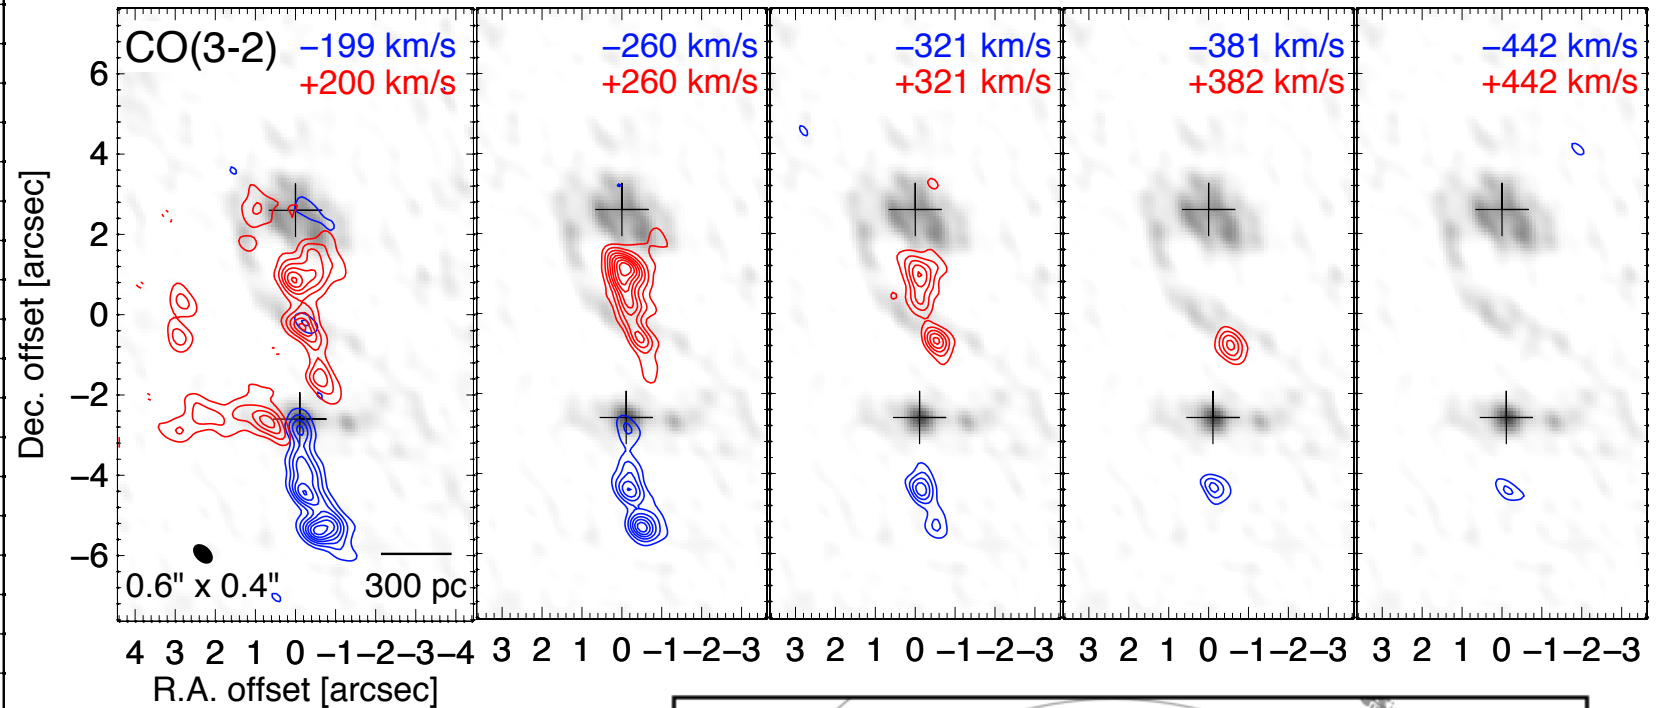 CO(3-2) −199 km/s −260 km/s −321 km/s −381 km/s −442 km/s
+200 km/s +260 km/s +321 km/s +382 km/s +442 km/s
6
4
2
0
−2
−4
−6
Dec. offset [arcsec]
0.6" x 0.4" 300 pc
4 3 2 1 0 −1−2−3−4 3 2 1 0 −1−2−3 3 2 1 0 −1−2−3 3 2 1 0 −1−2−3 3 2 1 0 −1−2−3
R.A. offset [arcsec]